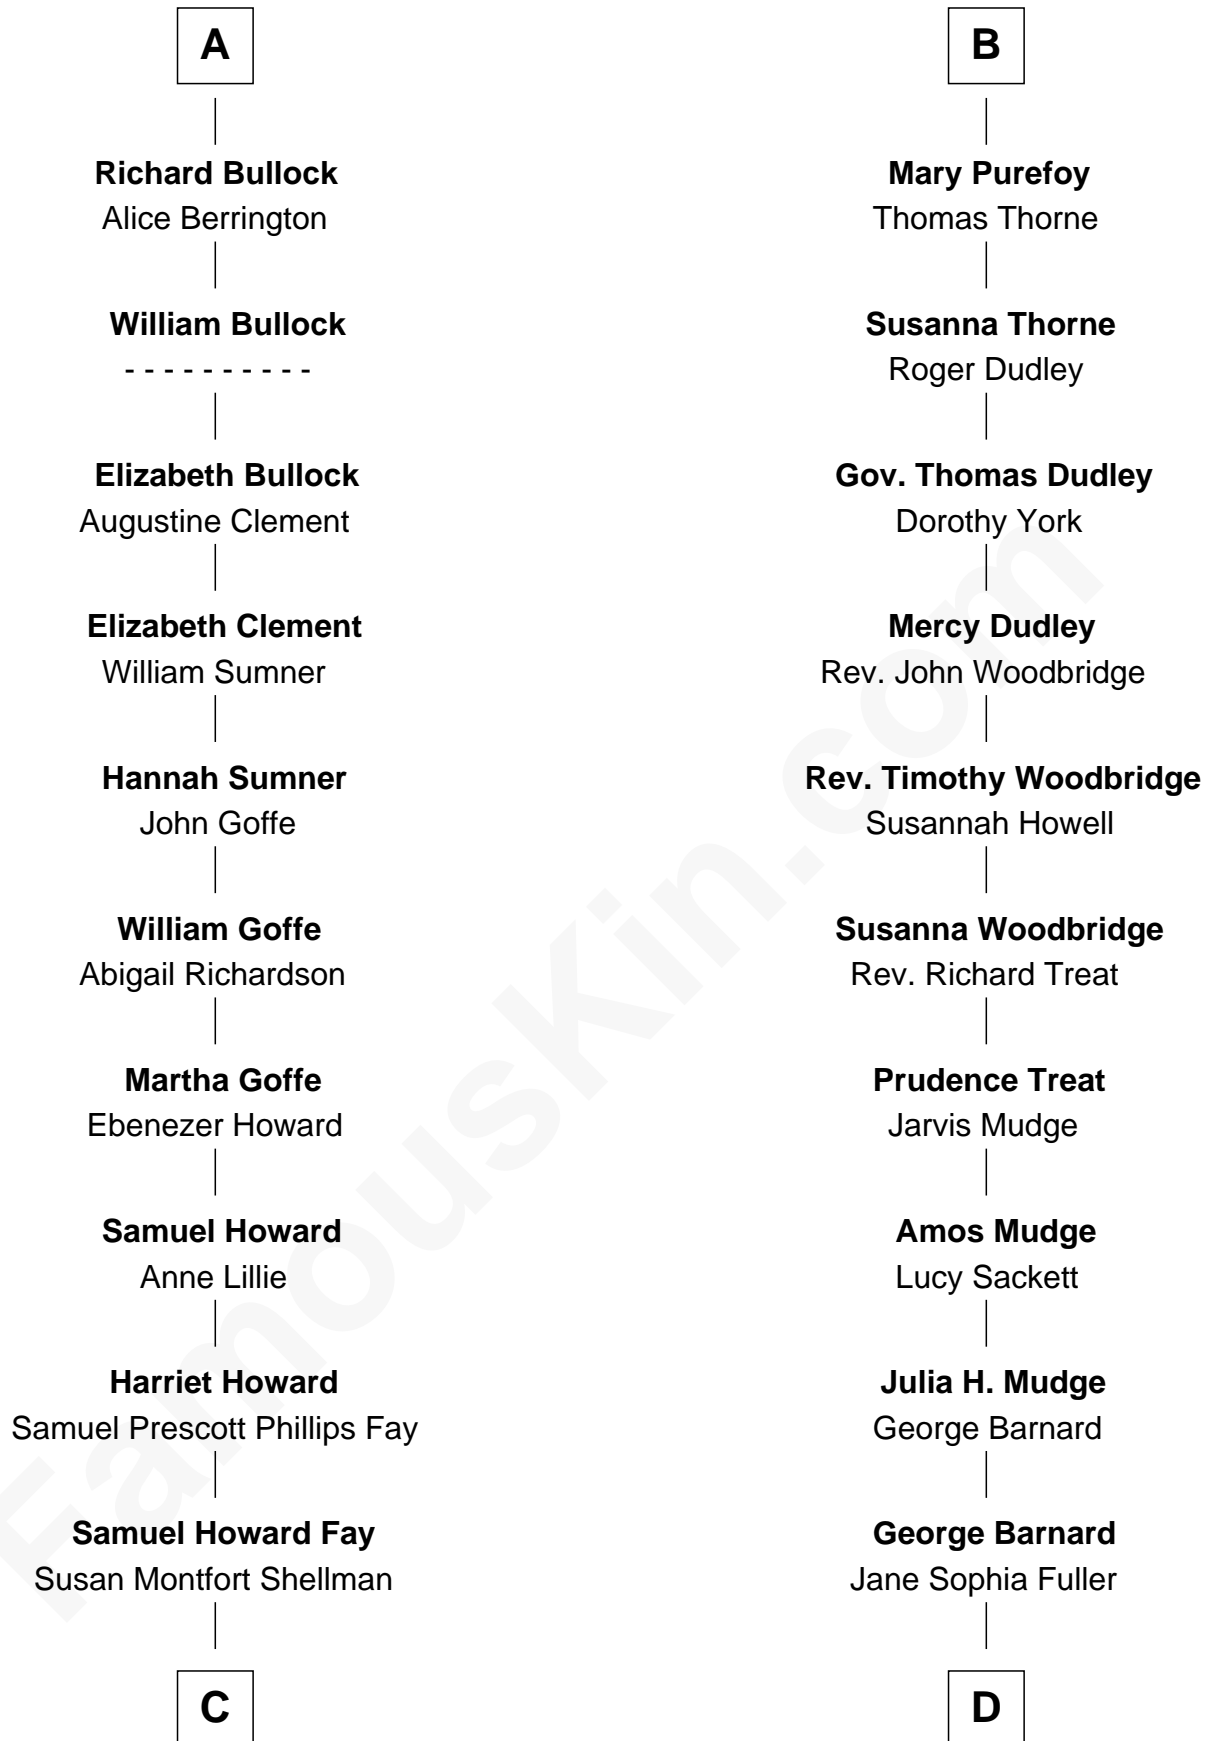 A
Richard Bullock
Alice Berrington
William Bullock
- - - - - - - - - -
Elizabeth Bullock
Augustine Clement
Elizabeth Clement
William Sumner
Hannah Sumner
John Goffe
William Goffe
Abigail Richardson
Martha Goffe
Ebenezer Howard
Samuel Howard
Anne Lillie
Harriet Howard
Samuel Prescott Phillips Fay
Samuel Howard Fay
Susan Montfort Shellman
C
B
Mary Purefoy
Thomas Thorne
Susanna Thorne
Roger Dudley
Gov. Thomas Dudley
Dorothy York
Mercy Dudley
Rev. John Woodbridge
Rev. Timothy Woodbridge
Susannah Howell
Susanna Woodbridge
Rev. Richard Treat
Prudence Treat
Jarvis Mudge
Amos Mudge
Lucy Sackett
Julia H. Mudge
George Barnard
George Barnard
Jane Sophia Fuller
D
FamousKin.com